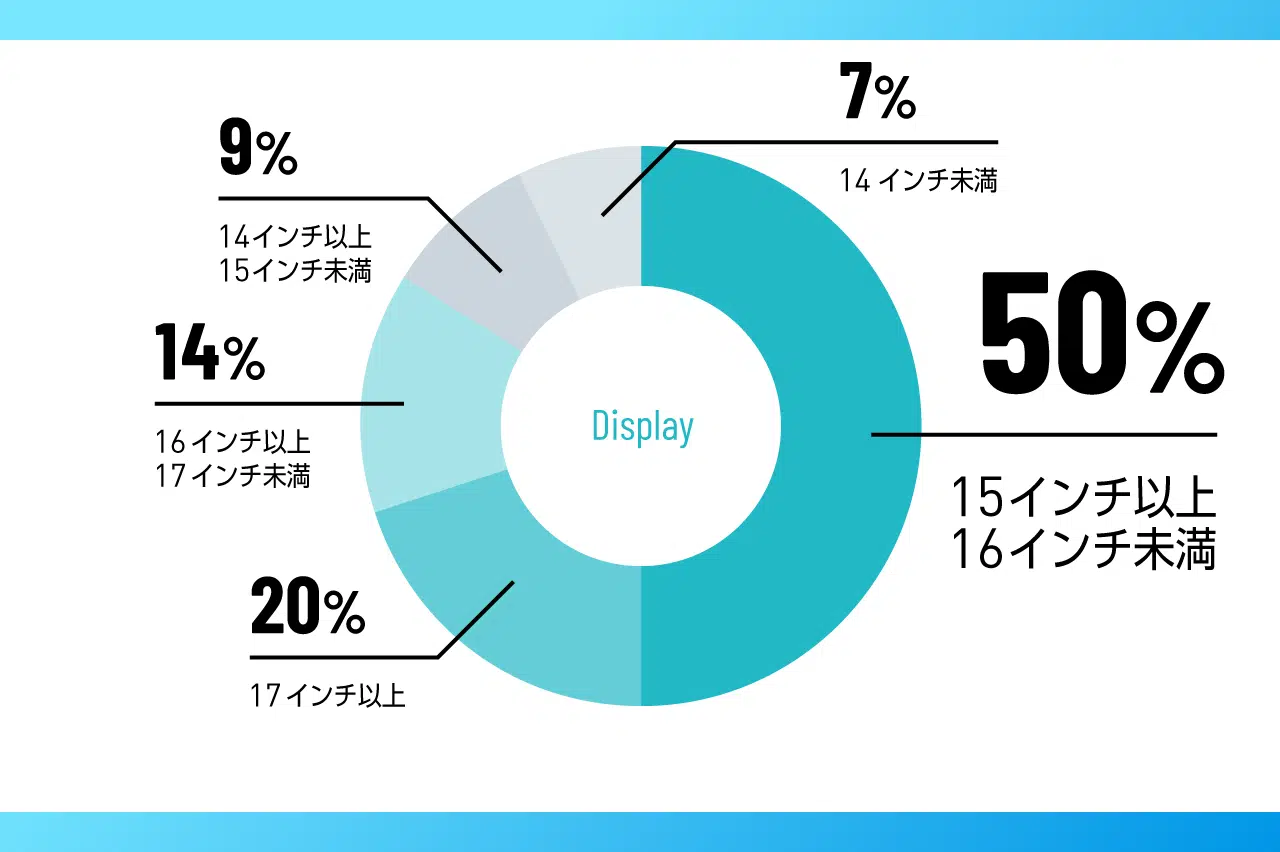 7%
14 インチ未満
50%
15インチ以上
16インチ未満
20%
17インチ以上
14%
16インチ以上
17インチ未満
9%
14インチ以上
15インチ未満
Display